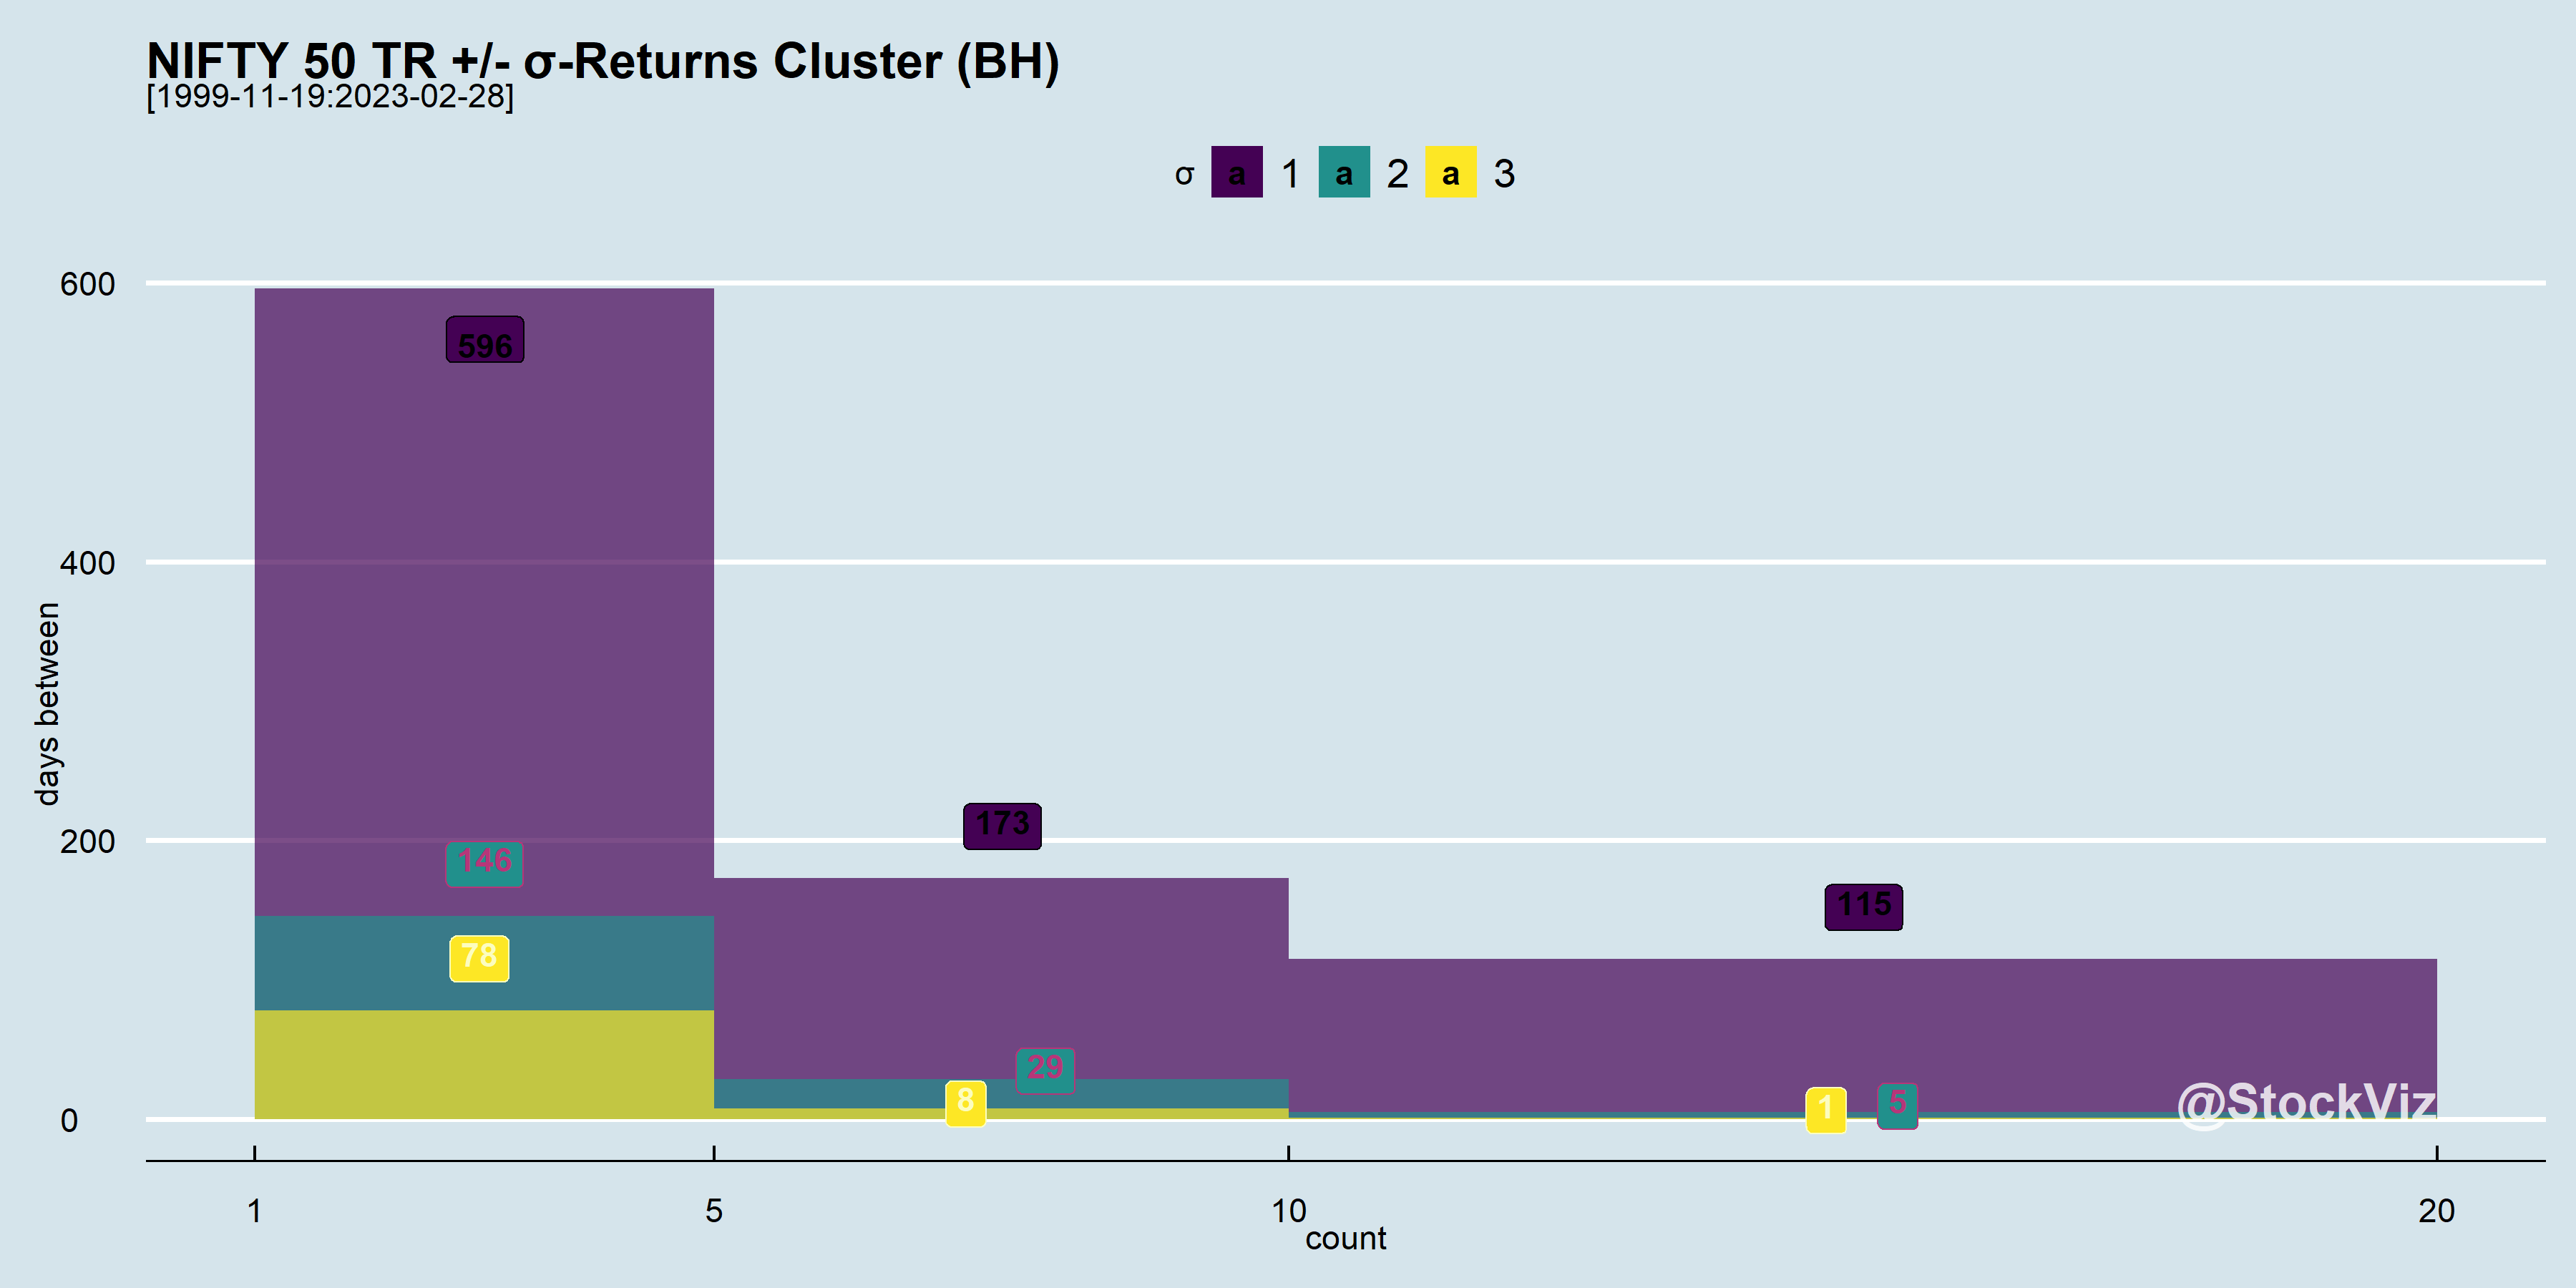 NIFTY 50 TR +/- σ-Returns Cluster (BH)
[1999-11-19:2023-02-28]
σ a 1 a 2 a 3
600
596
400
days between
200
173
146
115
78
29
8
1
5
@StockViz
0
1 5 10 20
count